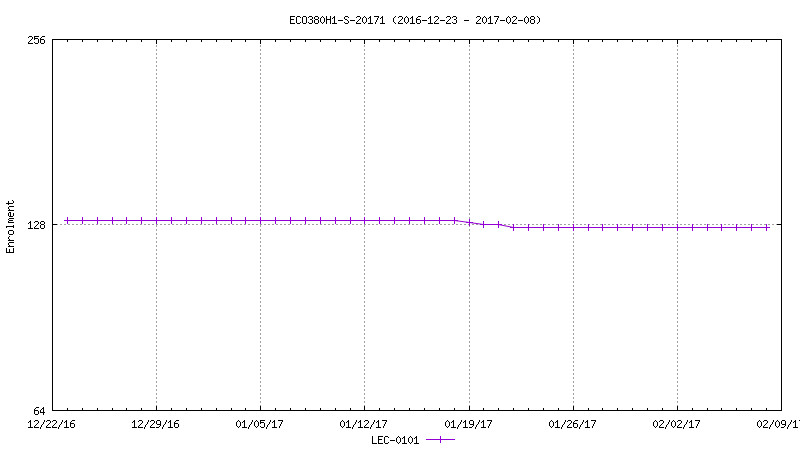 ECO380H1-S-20171 (2016-12-23 - 2017-02-08)
256
128
64
Enrolment
12/22/16 12/29/16 01/05/17 01/12/17 01/19/17 01/26/17 02/02/17 02/09/17
LEC-0101